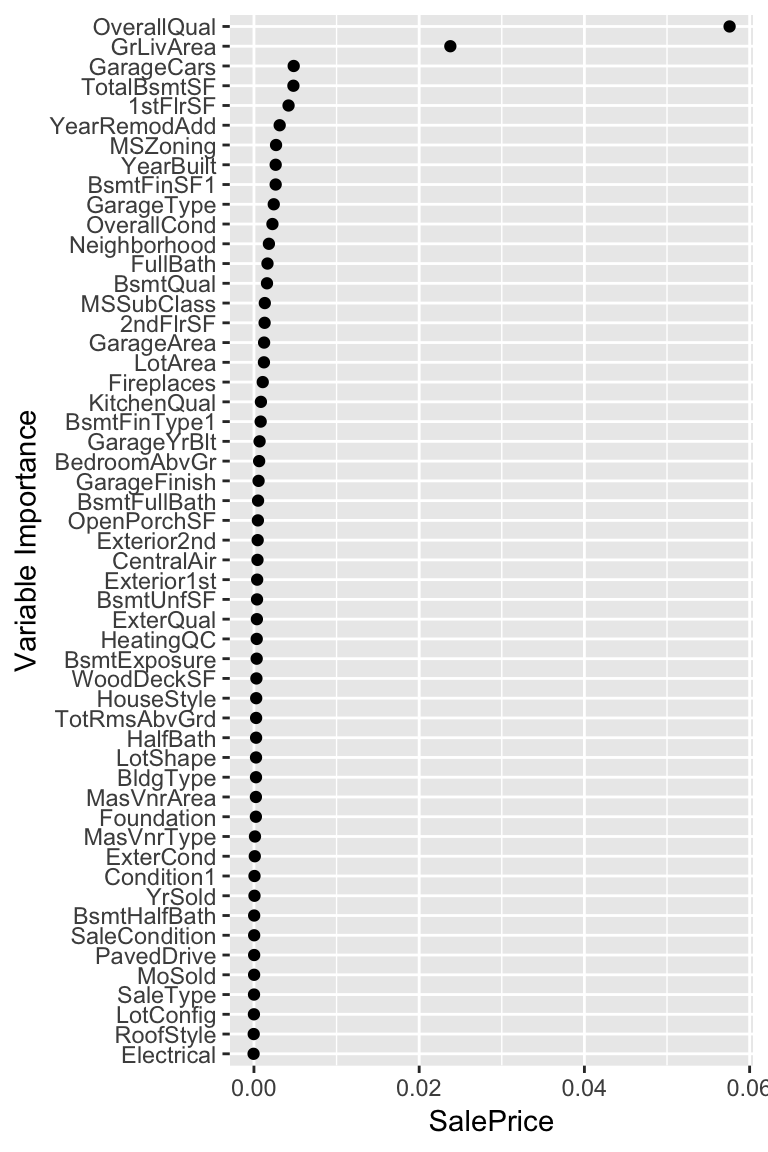 OverallQual
GrLivArea
GarageCars
TotalBsmtSF
1stFlrSF
YearRemodAdd
MSZoning
YearBuilt
BsmtFinSF1
GarageType
OverallCond
Neighborhood
FullBath
BsmtQual
MSSubClass
2ndFlrSF
GarageArea
LotArea
Fireplaces
KitchenQual
BsmtFinType1
GarageYrBlt
BedroomAbvGr
GarageFinish
BsmtFullBath
OpenPorchSF
Exterior2nd
CentralAir
Exterior1st
BsmtUnfSF
ExterQual
HeatingQC
BsmtExposure
WoodDeckSF
HouseStyle
TotRmsAbvGrd
HalfBath
LotShape
BldgType
MasVnrArea
Foundation
MasVnrType
ExterCond
Condition1
YrSold
BsmtHalfBath
SaleCondition
PavedDrive
MoSold
SaleType
LotConfig
RoofStyle
Electrical
Variable Importance
0.00 0.02 0.04 0.06
SalePrice